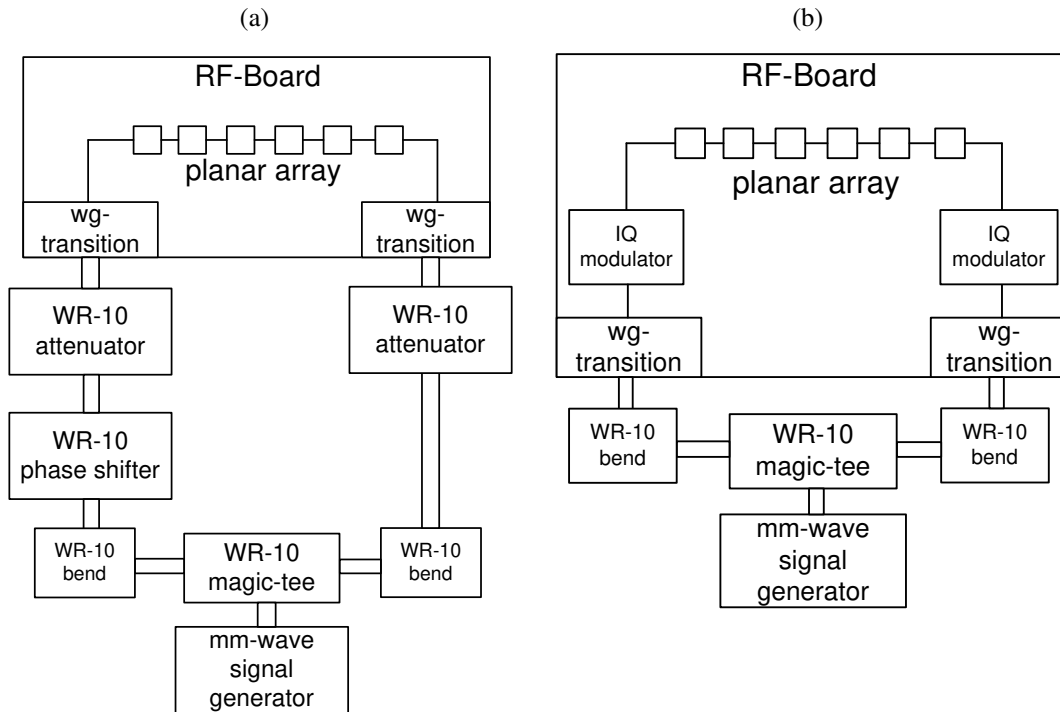 (a)
RF-Board
planar array
wg-
transition
wg-
transition
WR-10
attenuator
WR-10
attenuator
WR-10
phase shifter
WR-10
bend
WR-10
magic-tee
WR-10
bend
mm-wave
signal
generator
(b)
RF-Board
planar array
IQ
modulator
IQ
modulator
wg-
transition
wg-
transition
WR-10
bend
WR-10
magic-tee
WR-10
bend
mm-wave
signal
generator